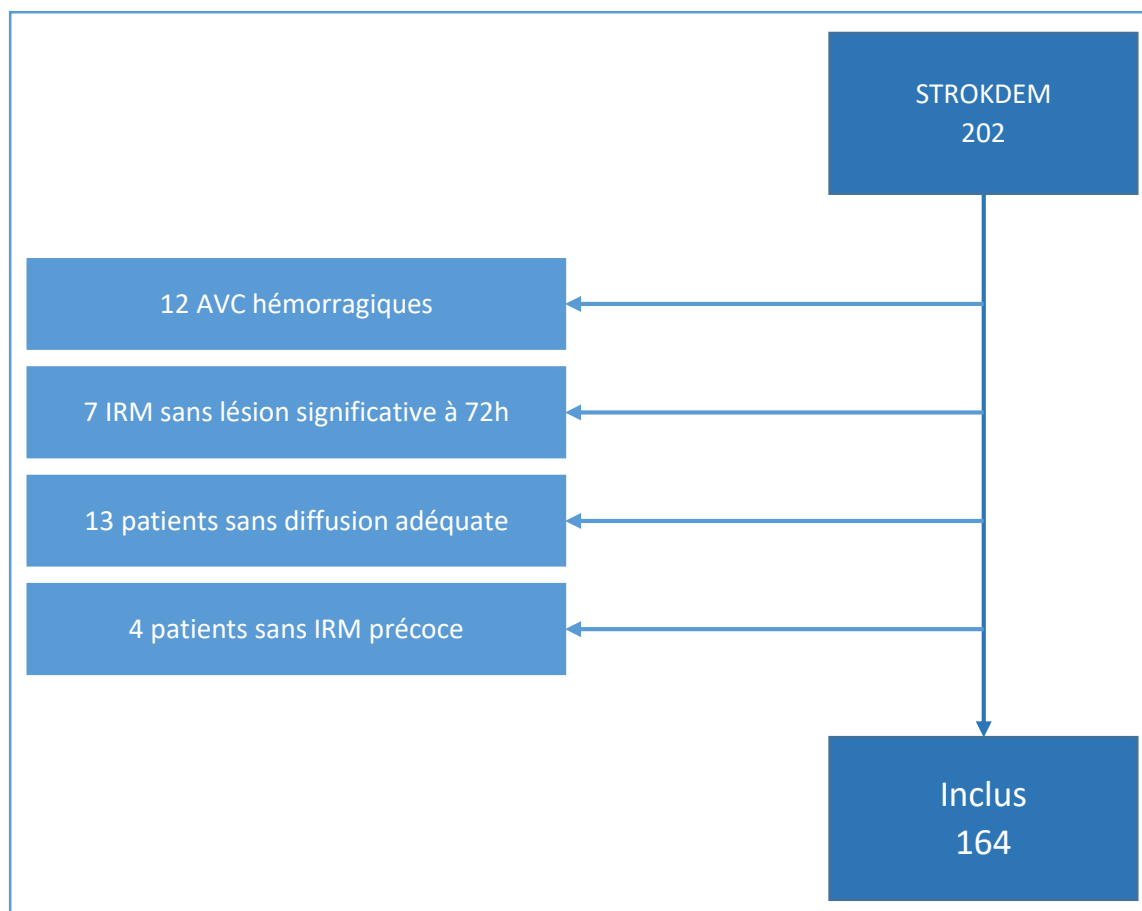 STROKDEM
202
12 AVC hémorragiques
7 IRM sans lésion significative à 72h
13 patients sans diffusion adéquate
4 patients sans IRM précoce
Inclus
164